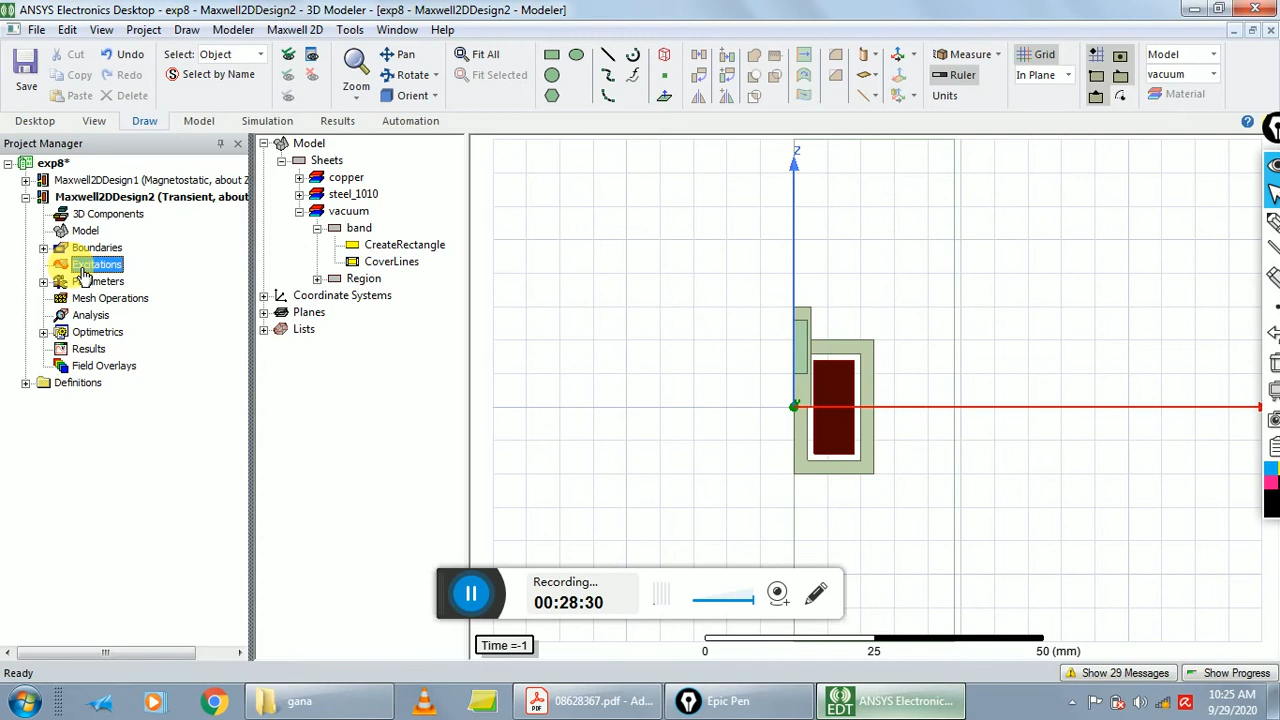 ANSYS Electronics Desktop - exp8 - Maxwell2DDesign2 - 3D Modeler - [exp8 - Maxwell2DDesign2 - Modeler]
File Edit View Project Draw Modeler Maxwell 2D Tools Window Help
Save Cut Copy Paste Undo Redo Delete Select: Object Select by Name Zoom Pan Rotate Orient Fit All Fit Selected Measure Ruler Units Grid In Plane Model vacuum Material
Desktop View Draw Model Simulation Results Automation
Project Manager
exp8*
Maxwell2DDesign1 (Magnetostatic, about Z
Maxwell2DDesign2 (Transient, about
3D Components
Model
Boundaries
Parameters
Mesh Operations
Analysis
Optimetrics
Results
Field Overlays
Definitions
Model
Sheets
copper
steel_1010
vacuum
band
CreateRectangle
CoverLines
Region
Coordinate Systems
Planes
Lists
Z
Recording...
00:28:30
Time =-1
0 25 50 (mm)
Ready
Show 29 Messages Show Progress
gana 08628367.pdf - Ad... Epic Pen EDT ANSYS Electronic...
10:25 AM
9/29/2020